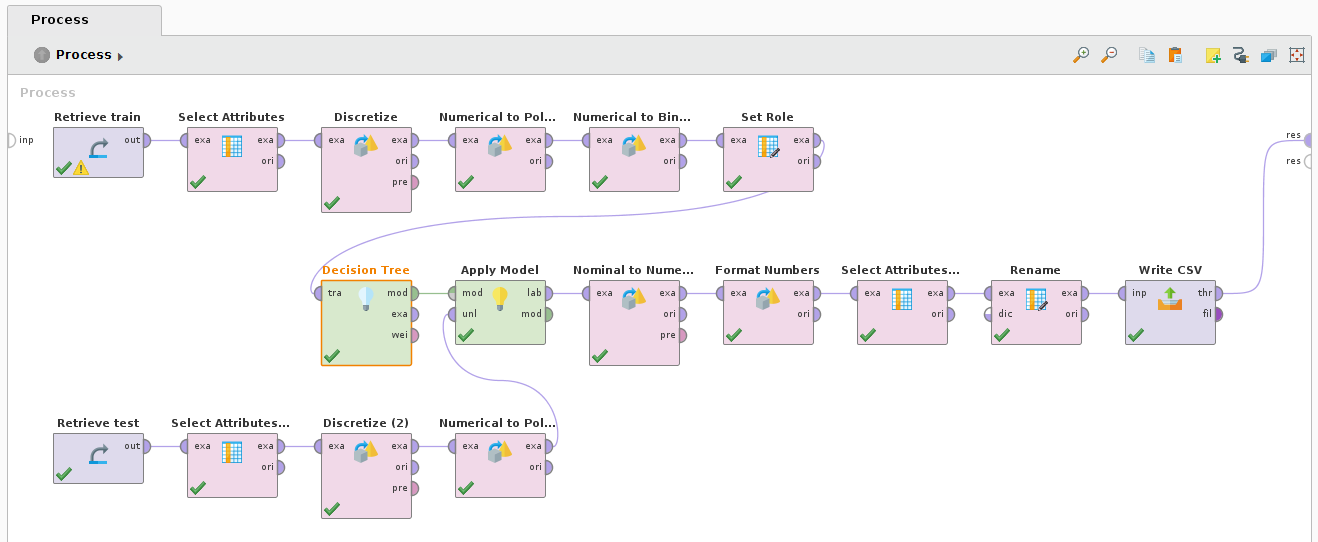 Process
Process
Process
inp
res
res
Retrieve train
out
Select Attributes
exa exa
ori
Discretize
exa exa
ori
pre
Numerical to Pol...
exa exa
ori
Numerical to Bin...
exa exa
ori
Set Role
exa exa
ori
Decision Tree
tra mod
exa
wei
Apply Model
mod lab
unl mod
Nominal to Nume...
exa exa
ori
pre
Format Numbers
exa exa
ori
Select Attributes...
exa exa
ori
Rename
exa exa
dic ori
Write CSV
inp thr
fil
Retrieve test
out
Select Attributes...
exa exa
ori
Discretize (2)
exa exa
ori
pre
Numerical to Pol...
exa exa
ori